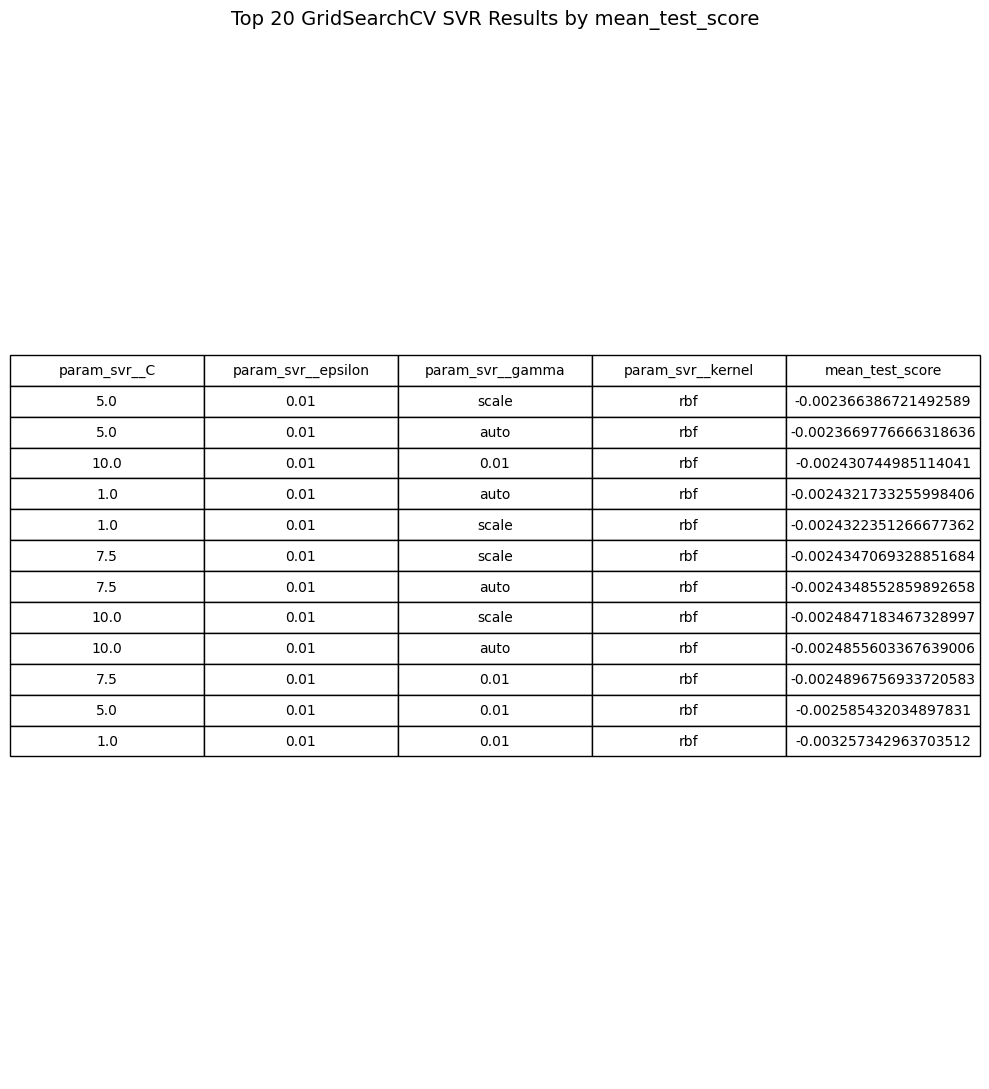 Top 20 GridSearchCV SVR Results by mean_test_score
param_svr__C param_svr__epsilon param_svr__gamma param_svr__kernel mean_test_score
5.0 0.01 scale rbf -0.002366386721492589
5.0 0.01 auto rbf -0.0023669776666318636
10.0 0.01 0.01 rbf -0.002430744985114041
1.0 0.01 auto rbf -0.0024321733255998406
1.0 0.01 scale rbf -0.0024322351266677362
7.5 0.01 scale rbf -0.0024347069328851684
7.5 0.01 auto rbf -0.0024348552859892658
10.0 0.01 scale rbf -0.0024847183467328997
10.0 0.01 auto rbf -0.0024855603367639006
7.5 0.01 0.01 rbf -0.0024896756933720583
5.0 0.01 0.01 rbf -0.002585432034897831
1.0 0.01 0.01 rbf -0.003257342963703512